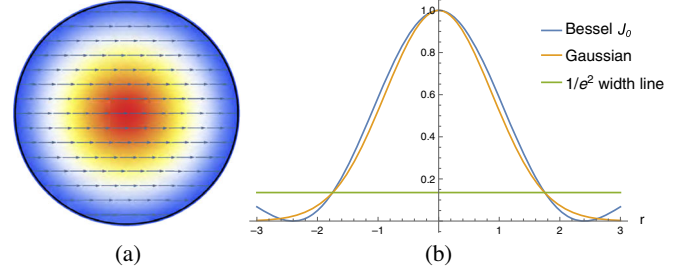 1.0
0.8
0.6
0.4
0.2
-3 -2 -1 1 2 3 r
Bessel J₀
Gaussian
1/e² width line
(a) (b)